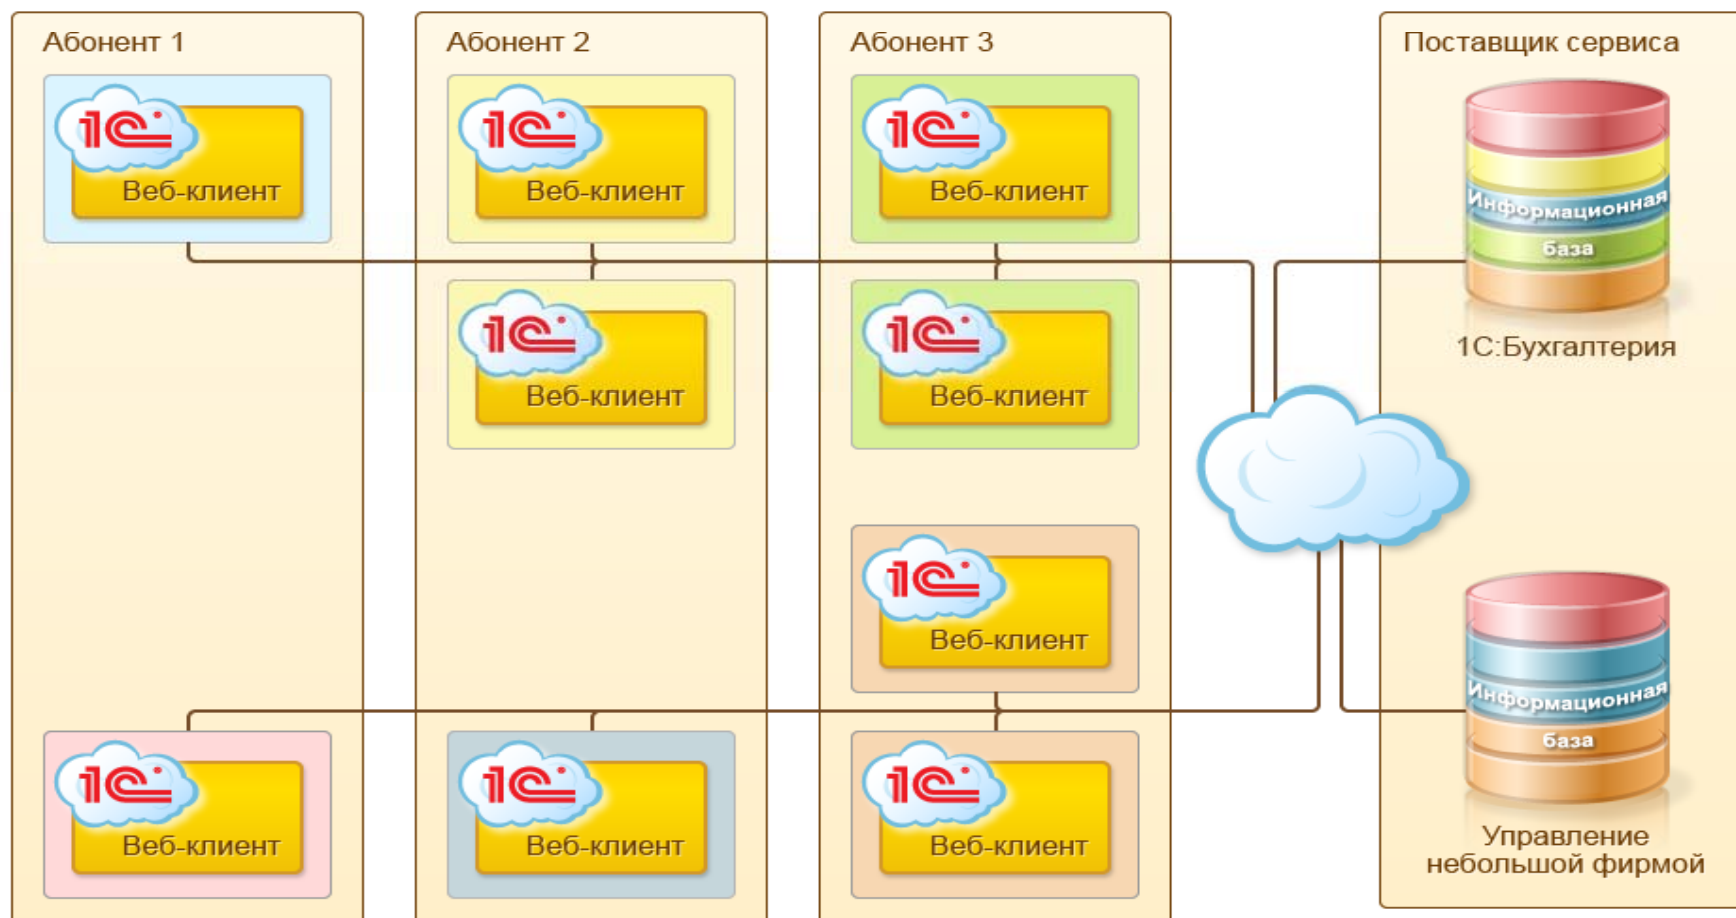 Абонент 1
1С
Веб-клиент
Веб-клиент
1С
Абонент 2
1С
Веб-клиент
1С
Веб-клиент
1С
Веб-клиент
Абонент 3
1С
Веб-клиент
1С
Веб-клиент
1С
Веб-клиент
1С
Веб-клиент
Поставщик сервиса
Информационная
база
1С:Бухгалтерия
Информационная
база
Управление
небольшой фирмой